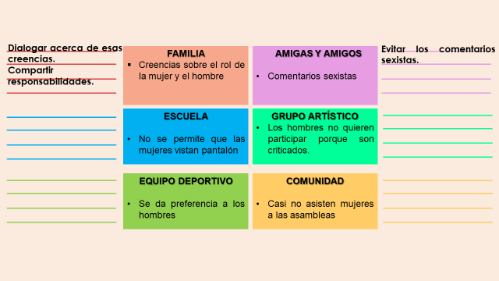 Dialogar acerca de esas
creencias.
Compartir
responsabilidades.
FAMILIA
▪ Creencias sobre el rol de
la mujer y el hombre
AMIGAS Y AMIGOS
• Comentarios sexistas
Evitar los comentarios
sexistas.
ESCUELA
• No se permite que las
mujeres vistan pantalón
GRUPO ARTÍSTICO
• Los hombres no quieren
participar porque son
criticados.
EQUIPO DEPORTIVO
• Se da preferencia a los
hombres
COMUNIDAD
• Casi no asisten mujeres
a las asambleas